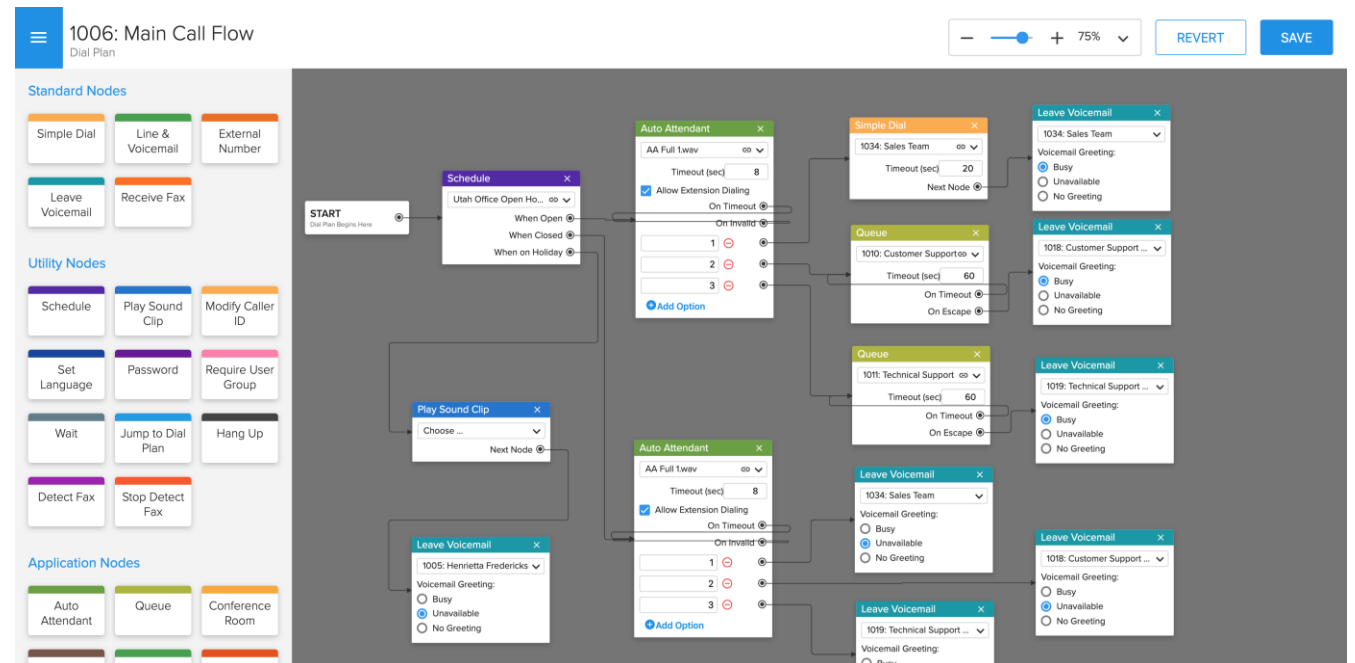 1006: Main Call Flow
Dial Plan
75%
REVERT
SAVE
Standard Nodes
Simple Dial
Line &
Voicemail
External
Number
Leave
Voicemail
Receive Fax
Utility Nodes
Schedule
Play Sound
Clip
Modify Caller
ID
Set
Language
Password
Require User
Group
Wait
Jump to Dial
Plan
Hang Up
Detect Fax
Stop Detect
Fax
Application Nodes
Auto
Attendant
Queue
Conference
Room
START
Dial Plan Begins Here
Schedule
Utah Office Open Ho...
When Open
When Closed
When on Holiday
Play Sound Clip
Choose ...
Next Node
Leave Voicemail
1005: Henrietta Fredericks
Voicemail Greeting:
Busy
Unavailable
No Greeting
Auto Attendant
AA Full 1.wav
Timeout (sec) 8
Allow Extension Dialing
On Timeout
On Invalid
1
2
3
Add Option
Auto Attendant
AA Full 1.wav
Timeout (sec) 8
Allow Extension Dialing
On Timeout
On Invalid
1
2
3
Add Option
Simple Dial
1034: Sales Team
Timeout (sec) 20
Next Node
Queue
1010: Customer Support
Timeout (sec) 60
On Timeout
On Escape
Queue
1011: Technical Support
Timeout (sec) 60
On Timeout
On Escape
Leave Voicemail
1034: Sales Team
Voicemail Greeting:
Busy
Unavailable
No Greeting
Leave Voicemail
1019: Technical Support ...
Voicemail Greeting:
Busy
Leave Voicemail
1034: Sales Team
Voicemail Greeting:
Busy
Unavailable
No Greeting
Leave Voicemail
1018: Customer Support ...
Voicemail Greeting:
Busy
Unavailable
No Greeting
Leave Voicemail
1019: Technical Support ...
Voicemail Greeting:
Busy
Unavailable
No Greeting
Leave Voicemail
1018: Customer Support ...
Voicemail Greeting:
Busy
Unavailable
No Greeting